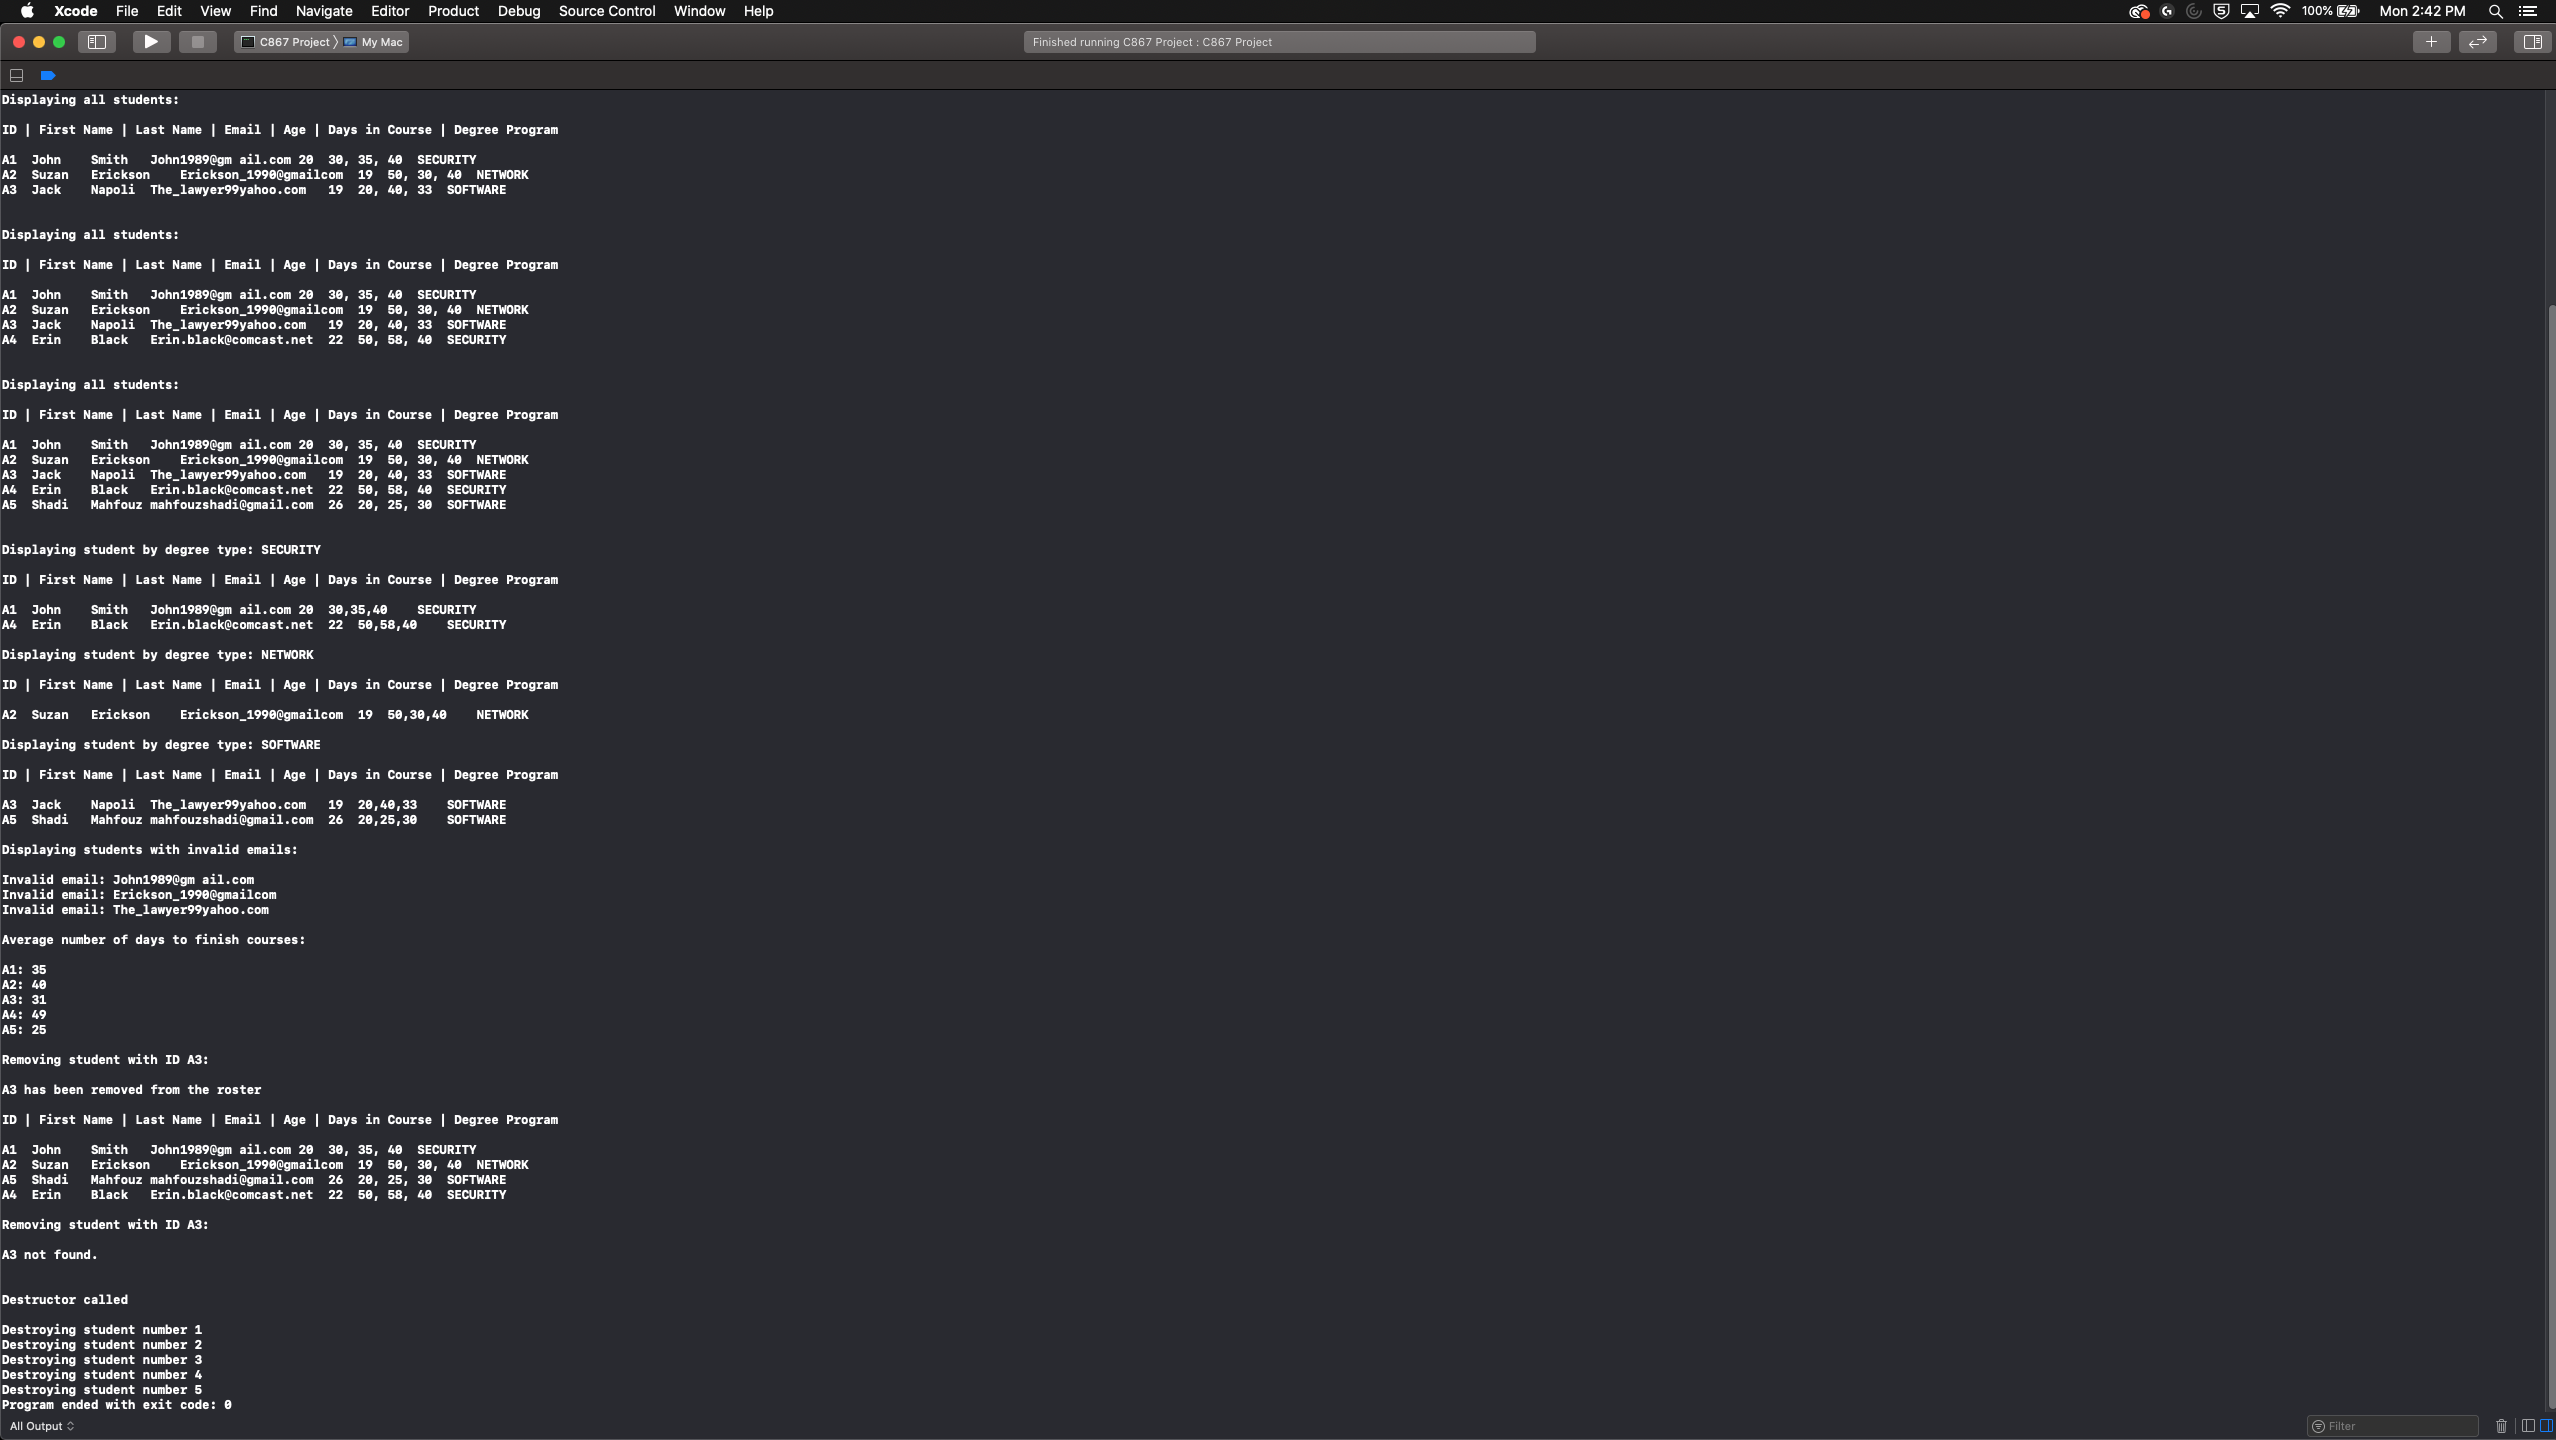 Xcode File Edit View Find Navigate Editor Product Debug Source Control Window Help 100% Mon 2:42 PM
C867 Project My Mac Finished running C867 Project : C867 Project
Displaying all students:
ID | First Name | Last Name | Email | Age | Days in Course | Degree Program
A1 John Smith John1989@gm ail.com 20 30, 35, 40 SECURITY
A2 Suzan Erickson Erickson_1990@gmailcom 19 50, 30, 40 NETWORK
A3 Jack Napoli The_lawyer99yahoo.com 19 20, 40, 33 SOFTWARE
Displaying all students:
ID | First Name | Last Name | Email | Age | Days in Course | Degree Program
A1 John Smith John1989@gm ail.com 20 30, 35, 40 SECURITY
A2 Suzan Erickson Erickson_1990@gmailcom 19 50, 30, 40 NETWORK
A3 Jack Napoli The_lawyer99yahoo.com 19 20, 40, 33 SOFTWARE
A4 Erin Black Erin.black@comcast.net 22 50, 58, 40 SECURITY
Displaying all students:
ID | First Name | Last Name | Email | Age | Days in Course | Degree Program
A1 John Smith John1989@gm ail.com 20 30, 35, 40 SECURITY
A2 Suzan Erickson Erickson_1990@gmailcom 19 50, 30, 40 NETWORK
A3 Jack Napoli The_lawyer99yahoo.com 19 20, 40, 33 SOFTWARE
A4 Erin Black Erin.black@comcast.net 22 50, 58, 40 SECURITY
A5 Shadi Mahfouz mahfouzshadi@gmail.com 26 20, 25, 30 SOFTWARE
Displaying student by degree type: SECURITY
ID | First Name | Last Name | Email | Age | Days in Course | Degree Program
A1 John Smith John1989@gm ail.com 20 30,35,40 SECURITY
A4 Erin Black Erin.black@comcast.net 22 50,58,40 SECURITY
Displaying student by degree type: NETWORK
ID | First Name | Last Name | Email | Age | Days in Course | Degree Program
A2 Suzan Erickson Erickson_1990@gmailcom 19 50,30,40 NETWORK
Displaying student by degree type: SOFTWARE
ID | First Name | Last Name | Email | Age | Days in Course | Degree Program
A3 Jack Napoli The_lawyer99yahoo.com 19 20,40,33 SOFTWARE
A5 Shadi Mahfouz mahfouzshadi@gmail.com 26 20,25,30 SOFTWARE
Displaying students with invalid emails:
Invalid email: John1989@gm ail.com
Invalid email: Erickson_1990@gmailcom
Invalid email: The_lawyer99yahoo.com
Average number of days to finish courses:
A1: 35
A2: 40
A3: 31
A4: 49
A5: 25
Removing student with ID A3:
A3 has been removed from the roster
ID | First Name | Last Name | Email | Age | Days in Course | Degree Program
A1 John Smith John1989@gm ail.com 20 30, 35, 40 SECURITY
A2 Suzan Erickson Erickson_1990@gmailcom 19 50, 30, 40 NETWORK
A5 Shadi Mahfouz mahfouzshadi@gmail.com 26 20, 25, 30 SOFTWARE
A4 Erin Black Erin.black@comcast.net 22 50, 58, 40 SECURITY
Removing student with ID A3:
A3 not found.
Destructor called
Destroying student number 1
Destroying student number 2
Destroying student number 3
Destroying student number 4
Destroying student number 5
Program ended with exit code: 0
All Output Filter